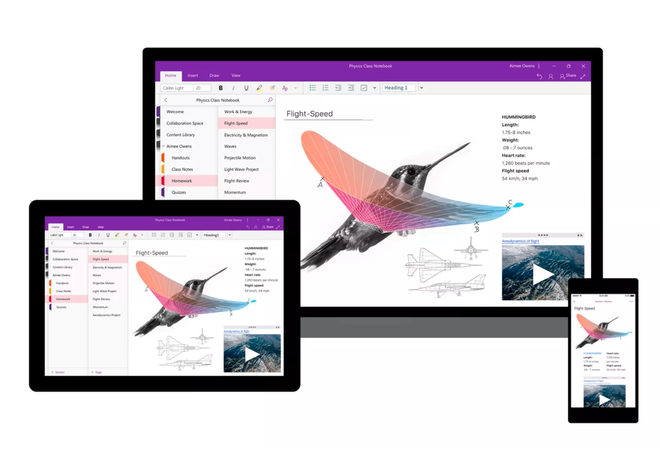 Physics Class Notebook
Aimee Owens
Home Insert Draw View
Share
Calibri Light 20 B I U Heading 1
Physics Class Notebook
Welcome
Collaboration Space
Content Library
Aimee Owens
Handouts
Class Notes
Homework
Quizzes
Work & Energy
Flight Speed
Electricity & Magnetism
Waves
Projectile Motion
Light Wave Project
Flight Review
Momentum
Flight-Speed
A
B
C
HUMMINGBIRD
Length:
1.75-8 inches
Weight:
.08 - .7 ounces
Heart rate:
1,260 beats per minute
Flight speed
54 km/h, 34 mph
Aerodynamics of flight
Physics Class Notebook
Aimee Owens
Home Insert Draw View
B I U Heading 1
Physics Class Notebook
Welcome
Collaboration Space
Content Library
Aimee Owens
Handouts
Class Notes
Homework
Quizzes
Work & Energy
Flight Speed
Electricity & Magnetism
Waves
Projectile Motion
Light Wave Project
Flight Review
Momentum
Aerodynamics Project
Section
Page
Flight-Speed
HUMMINGBIRD
Length:
1.75-8 inches
Weight:
.08 - .7 ounces
Heart rate:
1,260 beats per minute
Flight speed
54 km/h, 34 mph
Aerodynamics of flight
Flight-Speed
Length:
Weight:
Heart rate:
Flight speed